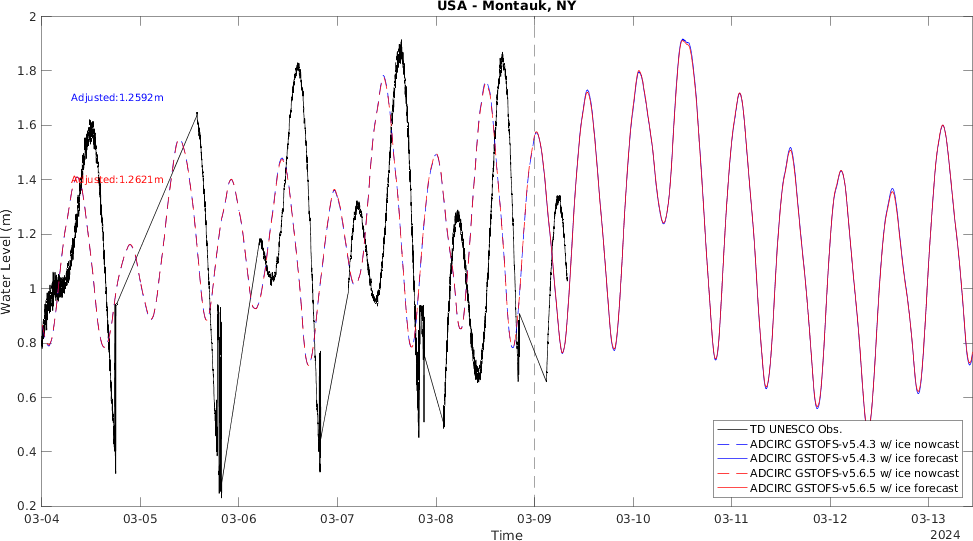 USA - Montauk, NY
2
1.8
1.6
1.4
1.2
1
0.8
0.6
0.4
0.2
Water Level (m)
Adjusted:1.2592m
Adjusted:1.2621m
TD UNESCO Obs.
ADCIRC GSTOFS-v5.4.3 w/ ice nowcast
ADCIRC GSTOFS-v5.4.3 w/ ice forecast
ADCIRC GSTOFS-v5.6.5 w/ ice nowcast
ADCIRC GSTOFS-v5.6.5 w/ ice forecast
03-04 03-05 03-06 03-07 03-08 03-09 03-10 03-11 03-12 03-13
Time
2024